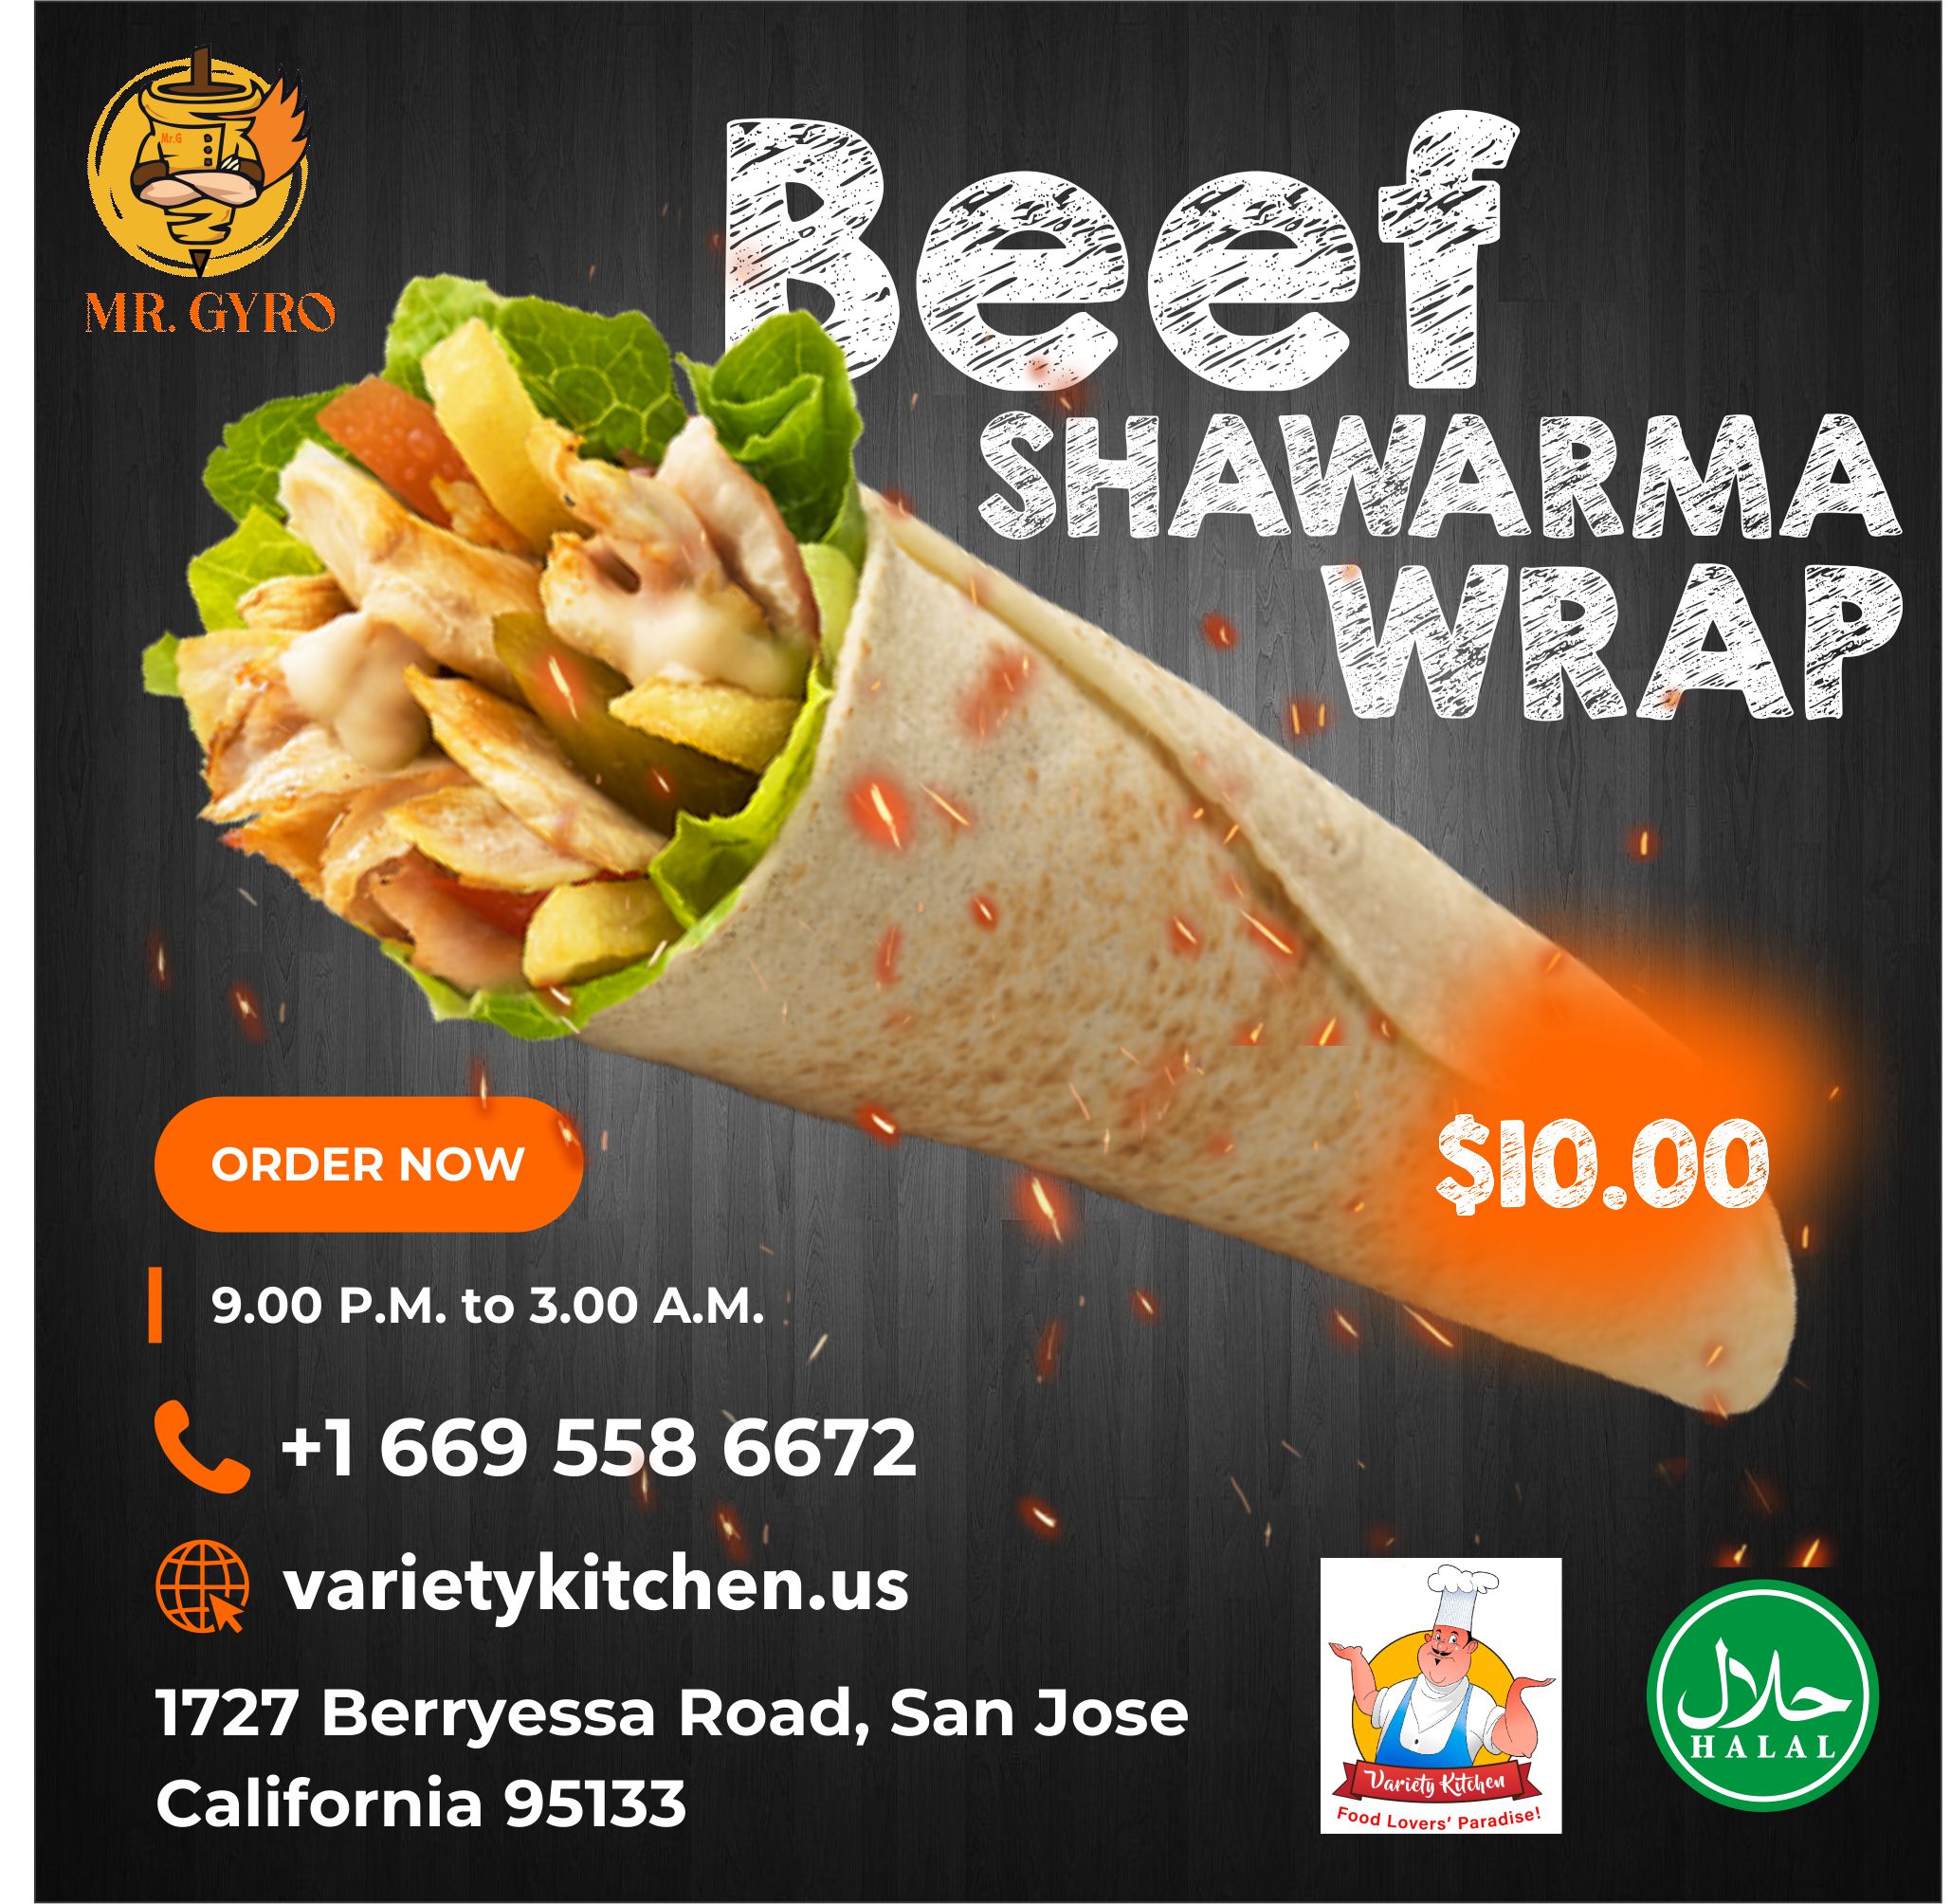 Mr.G
MR. GYRO
Beef
SHAWARMA
WRAP
$10.00
ORDER NOW
9.00 P.M. to 3.00 A.M.
+1 669 558 6672
varietykitchen.us
1727 Berryessa Road, San Jose
California 95133
Variety Kitchen
Food Lovers' Paradise!
حلال
HALAL